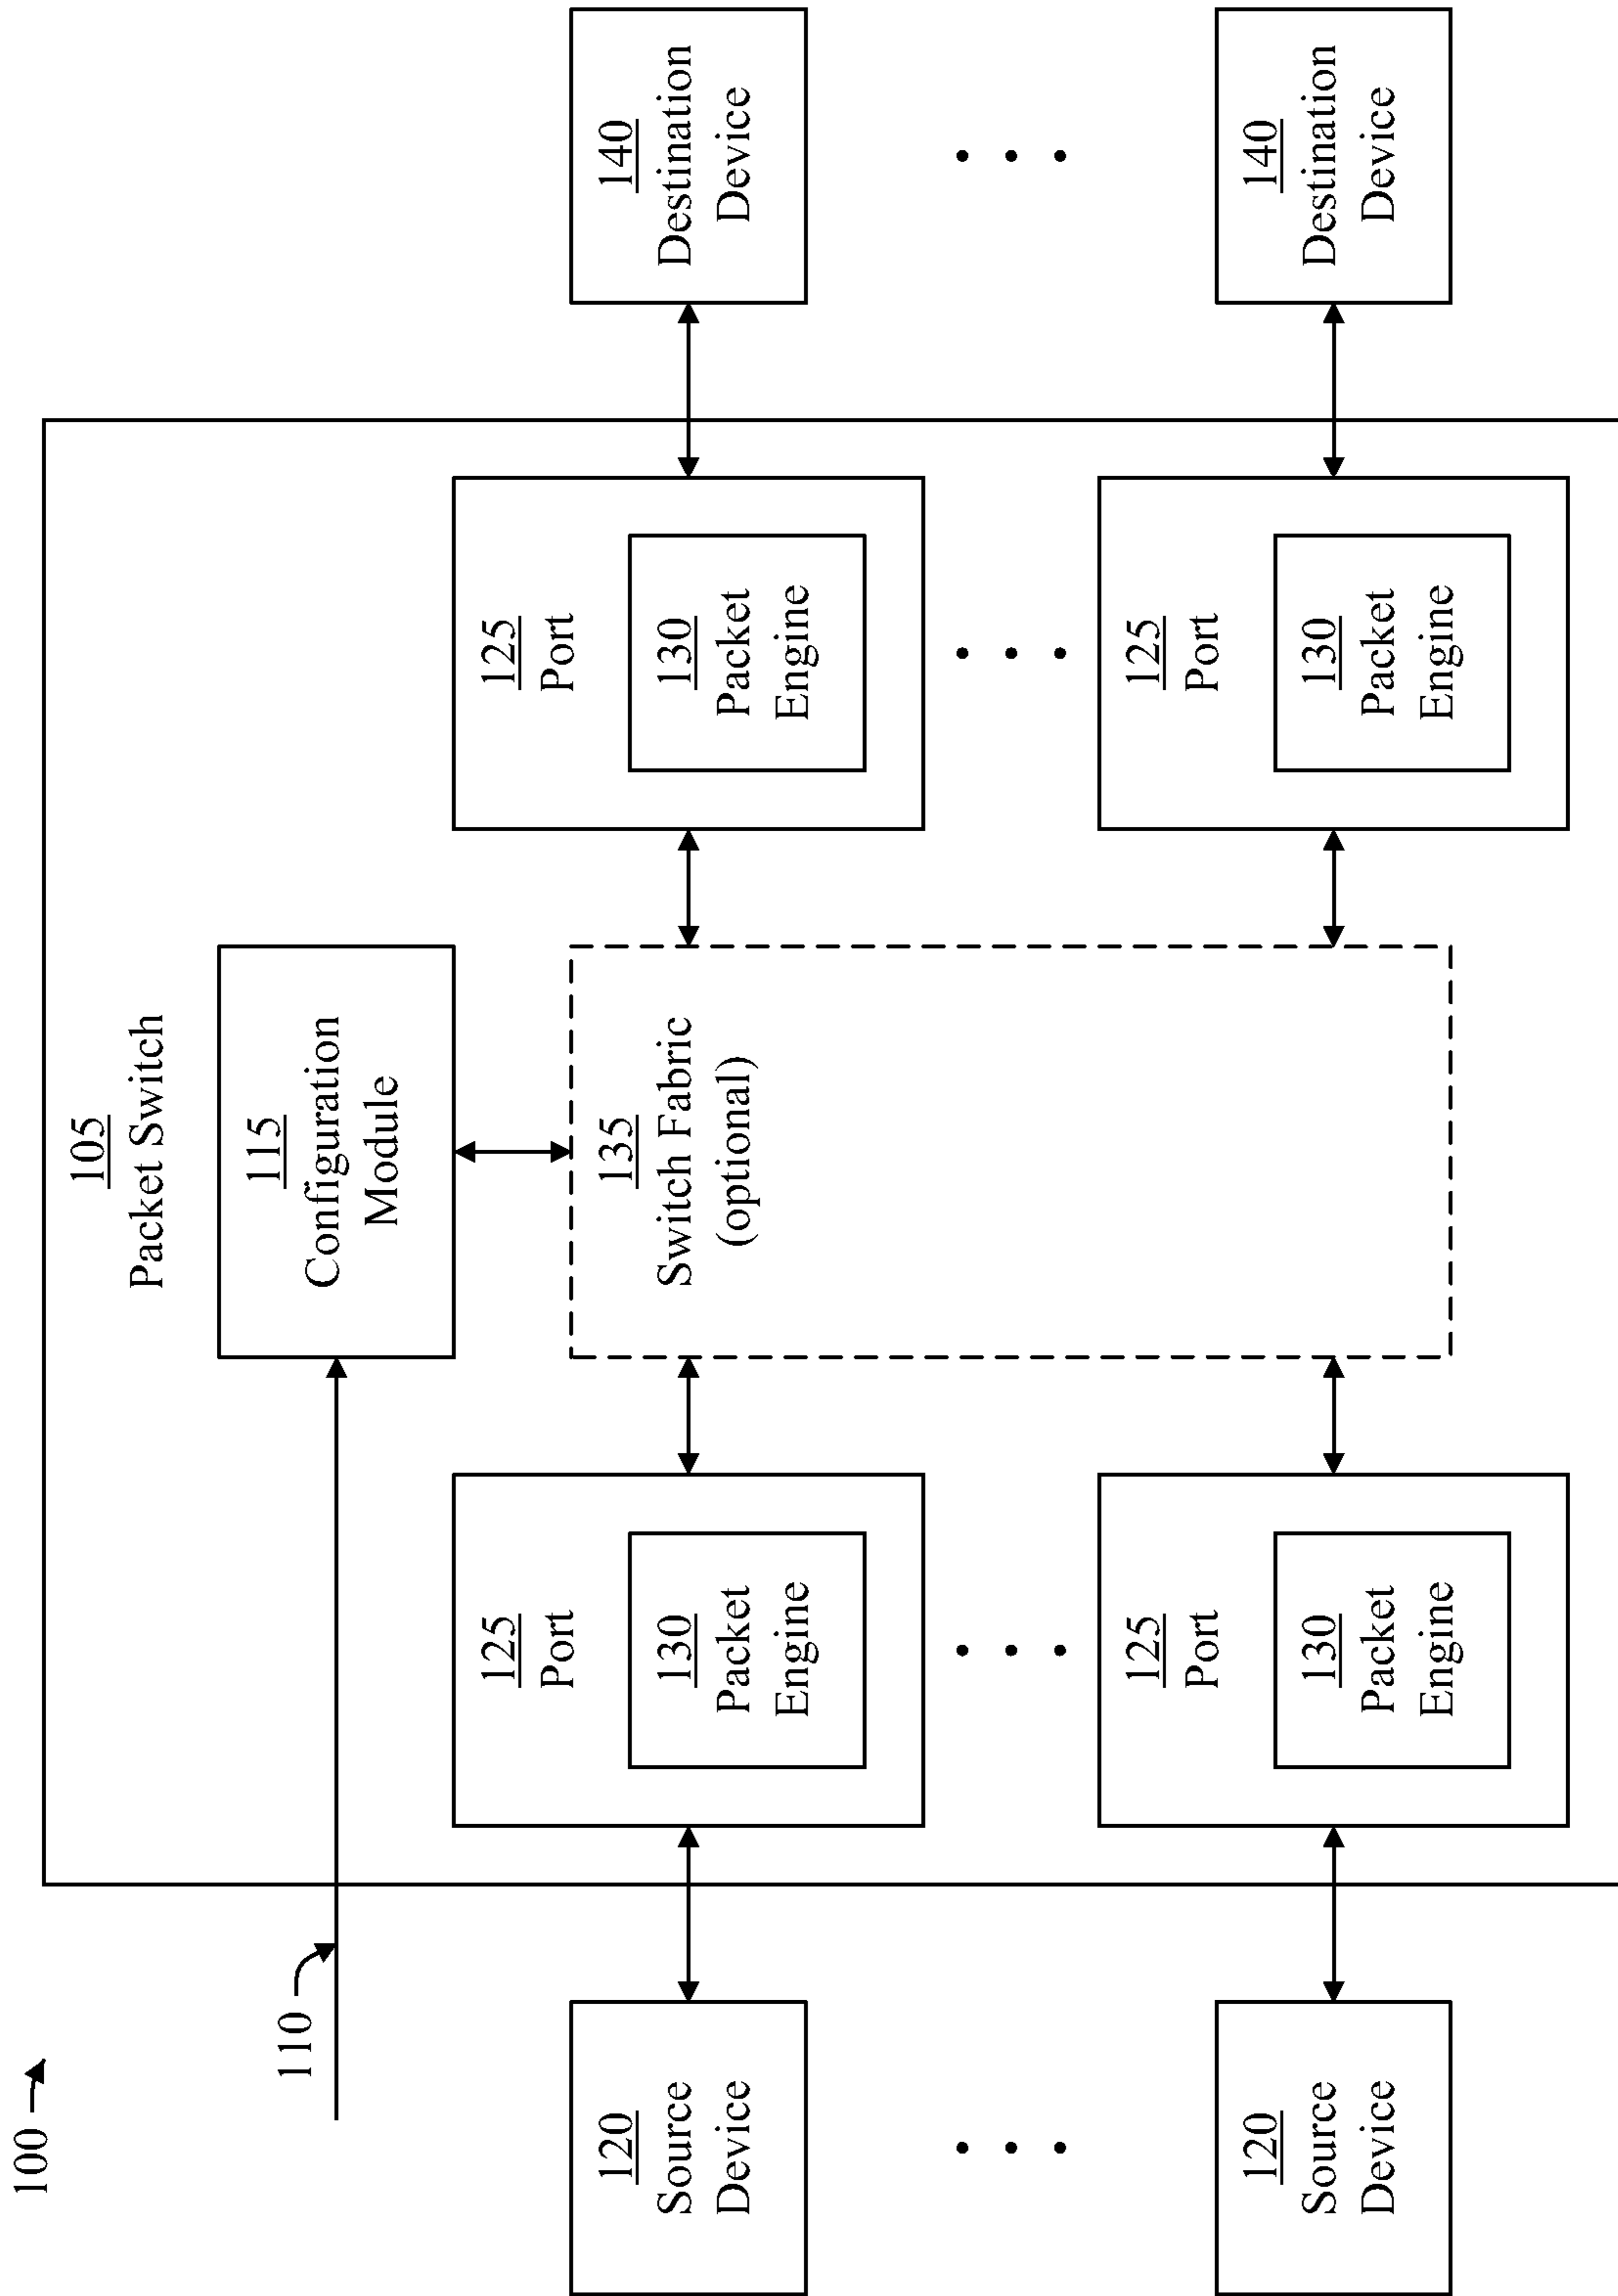 100
110
105
Packet Switch
115
Configuration
Module
120
Source
Device
125
Port
130
Packet
Engine
135
Switch Fabric
(optional)
125
Port
130
Packet
Engine
140
Destination
Device
120
Source
Device
125
Port
130
Packet
Engine
125
Port
130
Packet
Engine
140
Destination
Device